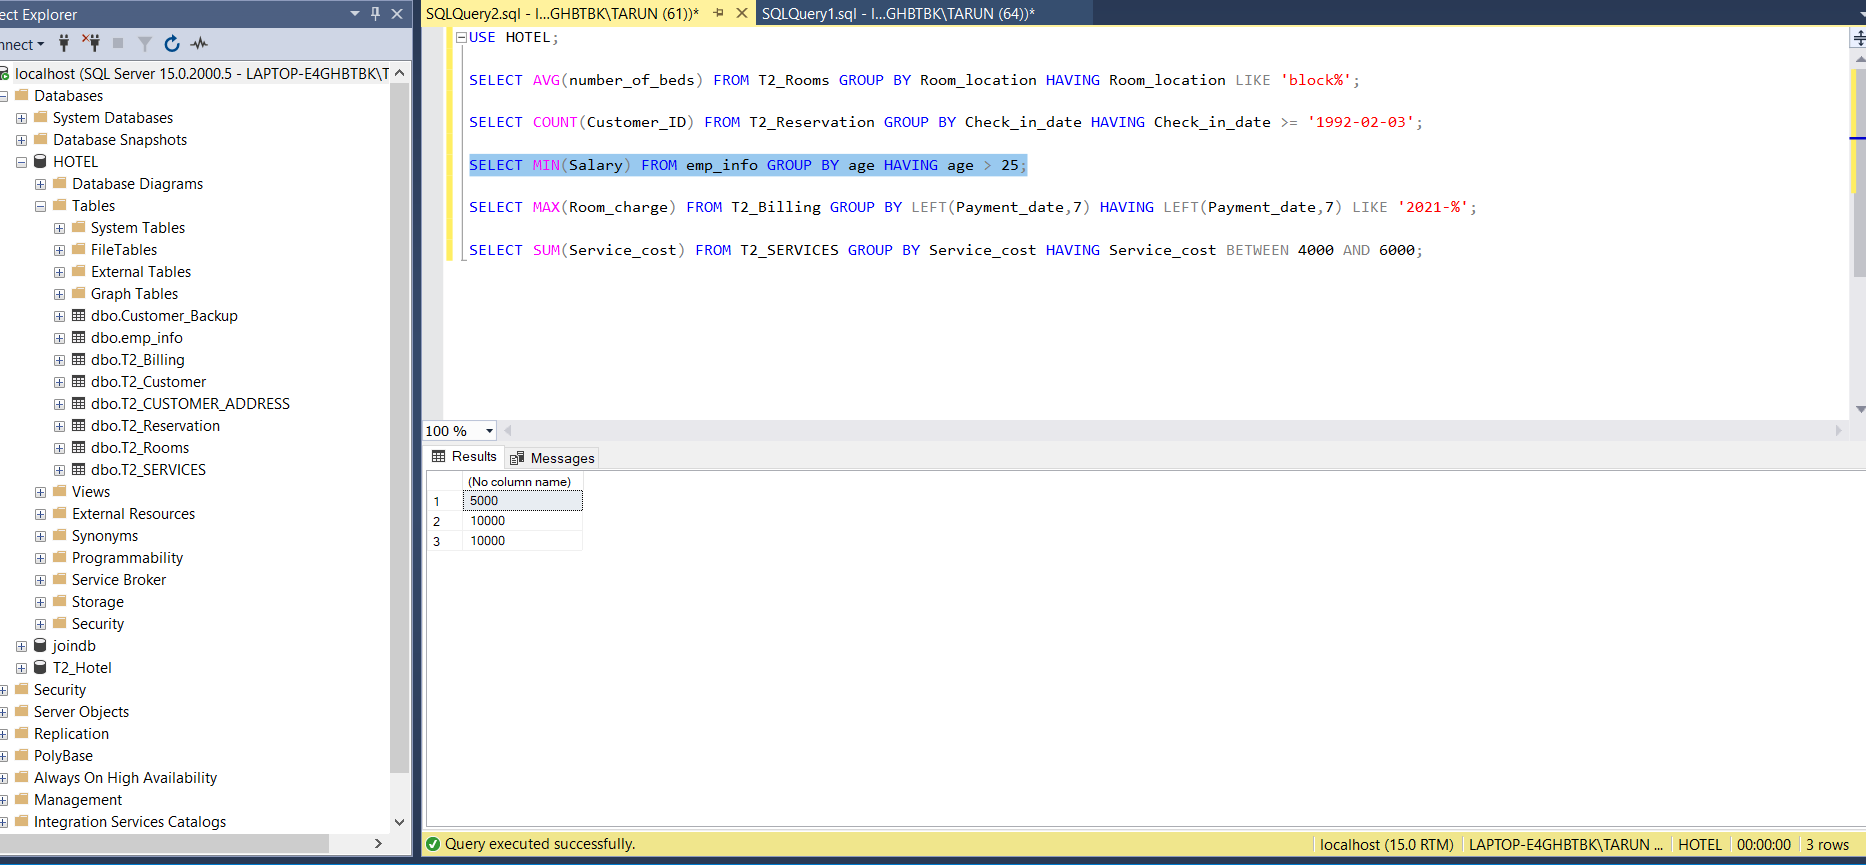 ect Explorer
nnect
localhost (SQL Server 15.0.2000.5 - LAPTOP-E4GHBTBK\T
Databases
System Databases
Database Snapshots
HOTEL
Database Diagrams
Tables
System Tables
FileTables
External Tables
Graph Tables
dbo.Customer_Backup
dbo.emp_info
dbo.T2_Billing
dbo.T2_Customer
dbo.T2_CUSTOMER_ADDRESS
dbo.T2_Reservation
dbo.T2_Rooms
dbo.T2_SERVICES
Views
External Resources
Synonyms
Programmability
Service Broker
Storage
Security
joindb
T2_Hotel
Security
Server Objects
Replication
PolyBase
Always On High Availability
Management
Integration Services Catalogs
SQLQuery2.sql - l...GHBTBK\TARUN (61))*
SQLQuery1.sql - l...GHBTBK\TARUN (64))*
USE HOTEL;
SELECT AVG(number_of_beds) FROM T2_Rooms GROUP BY Room_location HAVING Room_location LIKE 'block%';
SELECT COUNT(Customer_ID) FROM T2_Reservation GROUP BY Check_in_date HAVING Check_in_date >= '1992-02-03';
SELECT MIN(Salary) FROM emp_info GROUP BY age HAVING age > 25;
SELECT MAX(Room_charge) FROM T2_Billing GROUP BY LEFT(Payment_date,7) HAVING LEFT(Payment_date,7) LIKE '2021-%';
SELECT SUM(Service_cost) FROM T2_SERVICES GROUP BY Service_cost HAVING Service_cost BETWEEN 4000 AND 6000;
100 %
Results
Messages
(No column name)
1 5000
2 10000
3 10000
Query executed successfully.
localhost (15.0 RTM)
LAPTOP-E4GHBTBK\TARUN ...
HOTEL
00:00:00
3 rows